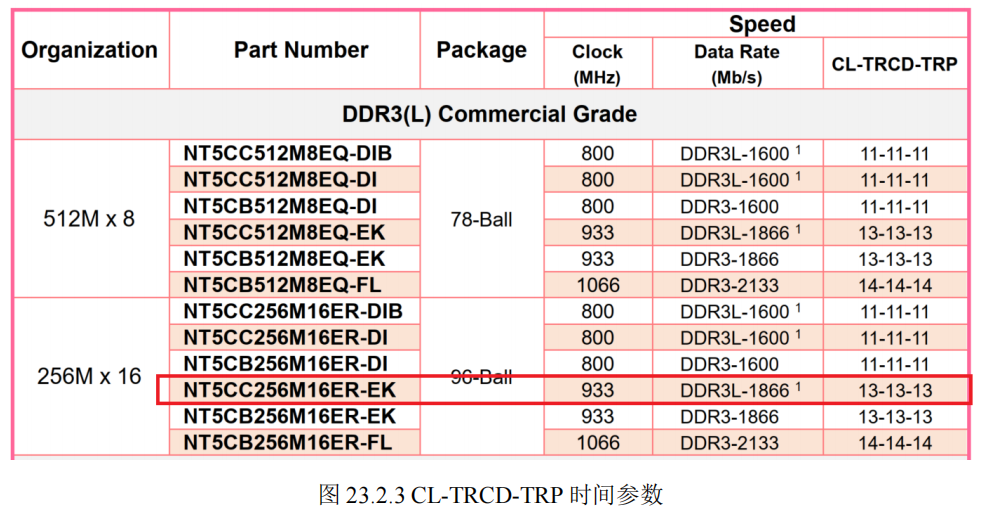 Organization Part Number Package Speed
Clock (MHz) Data Rate (Mb/s) CL-TRCD-TRP
DDR3(L) Commercial Grade
512M x 8 78-Ball
NT5CC512M8EQ-DIB 800 DDR3L-1600 1 11-11-11
NT5CC512M8EQ-DI 800 DDR3L-1600 1 11-11-11
NT5CB512M8EQ-DI 800 DDR3-1600 11-11-11
NT5CC512M8EQ-EK 933 DDR3L-1866 1 13-13-13
NT5CB512M8EQ-EK 933 DDR3-1866 13-13-13
NT5CB512M8EQ-FL 1066 DDR3-2133 14-14-14
256M x 16 96-Ball
NT5CC256M16ER-DIB 800 DDR3L-1600 1 11-11-11
NT5CC256M16ER-DI 800 DDR3L-1600 1 11-11-11
NT5CB256M16ER-DI 800 DDR3-1600 11-11-11
NT5CC256M16ER-EK 933 DDR3L-1866 1 13-13-13
NT5CB256M16ER-EK 933 DDR3-1866 13-13-13
NT5CB256M16ER-FL 1066 DDR3-2133 14-14-14
图 23.2.3 CL-TRCD-TRP 时间参数